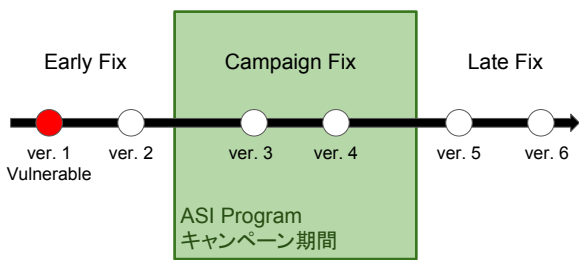 Early Fix
Campaign Fix
Late Fix
ver. 1
Vulnerable
ver. 2
ver. 3
ver. 4
ver. 5
ver. 6
ASI Program
キャンペーン期間